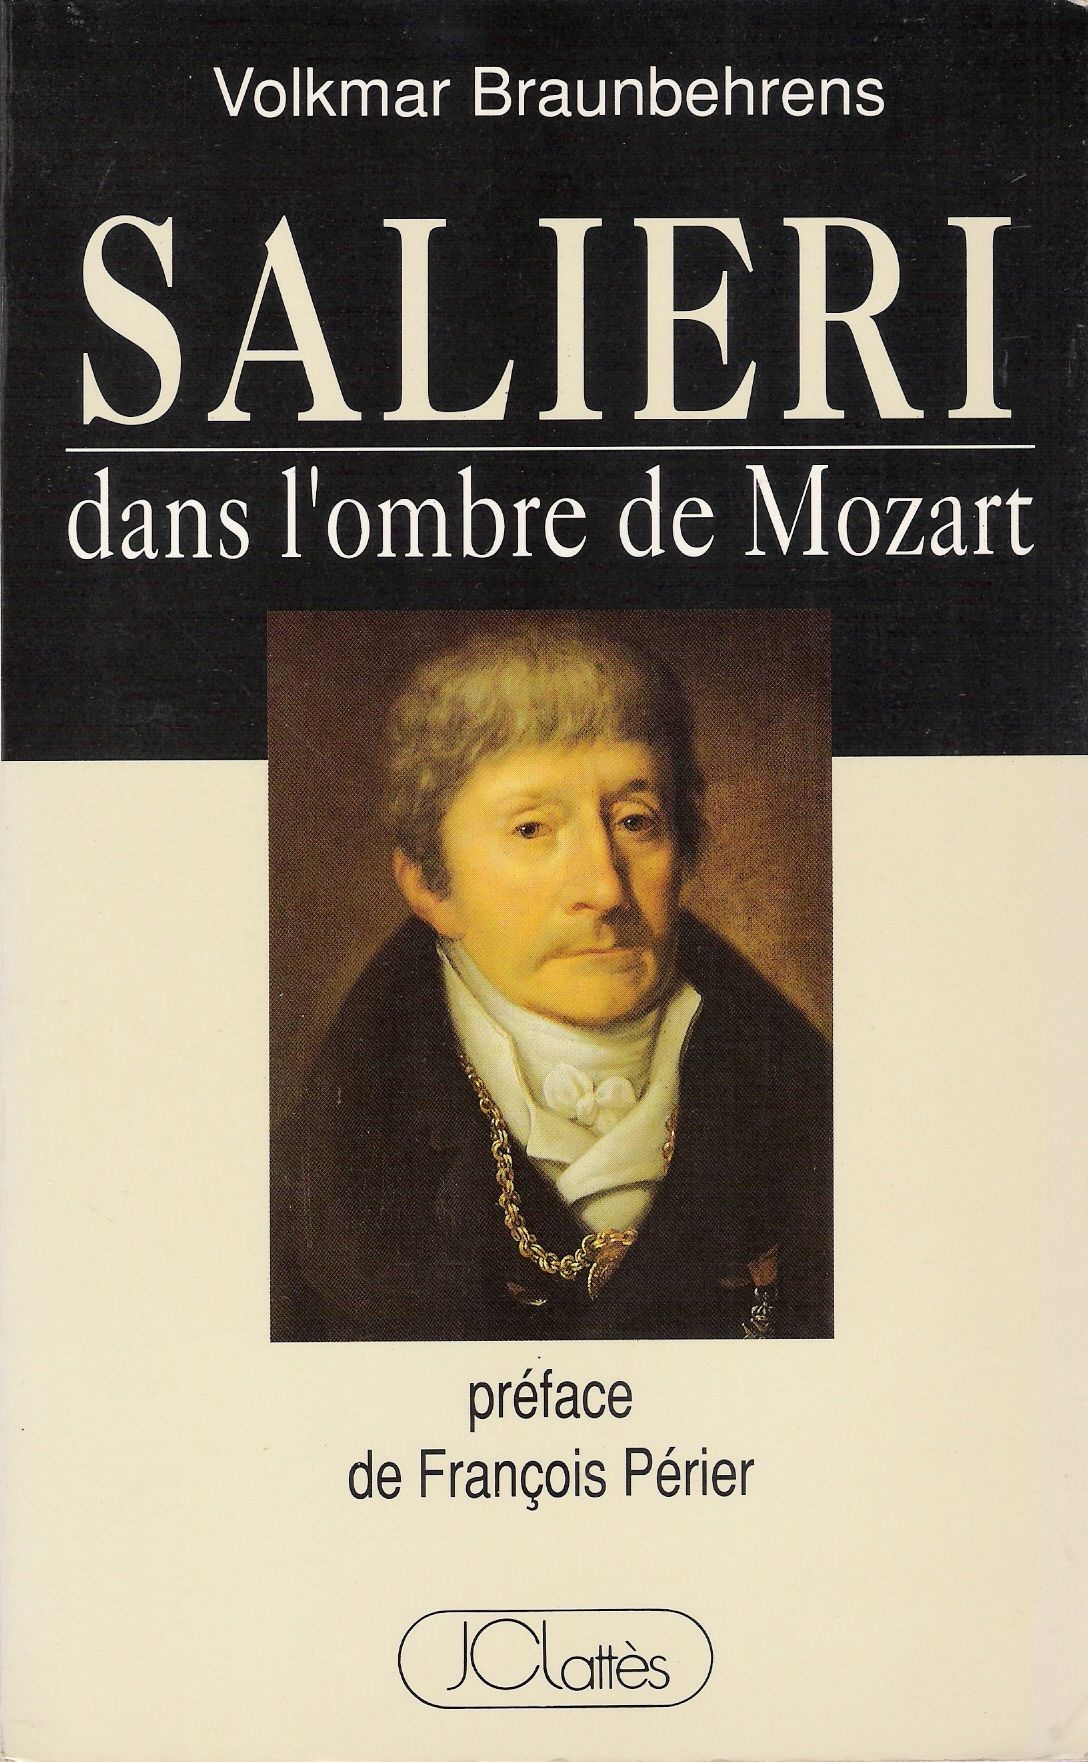 Volkmar Braunbehrens
SALIERI
dans l'ombre de Mozart
préface
de François Périer
JCLattès